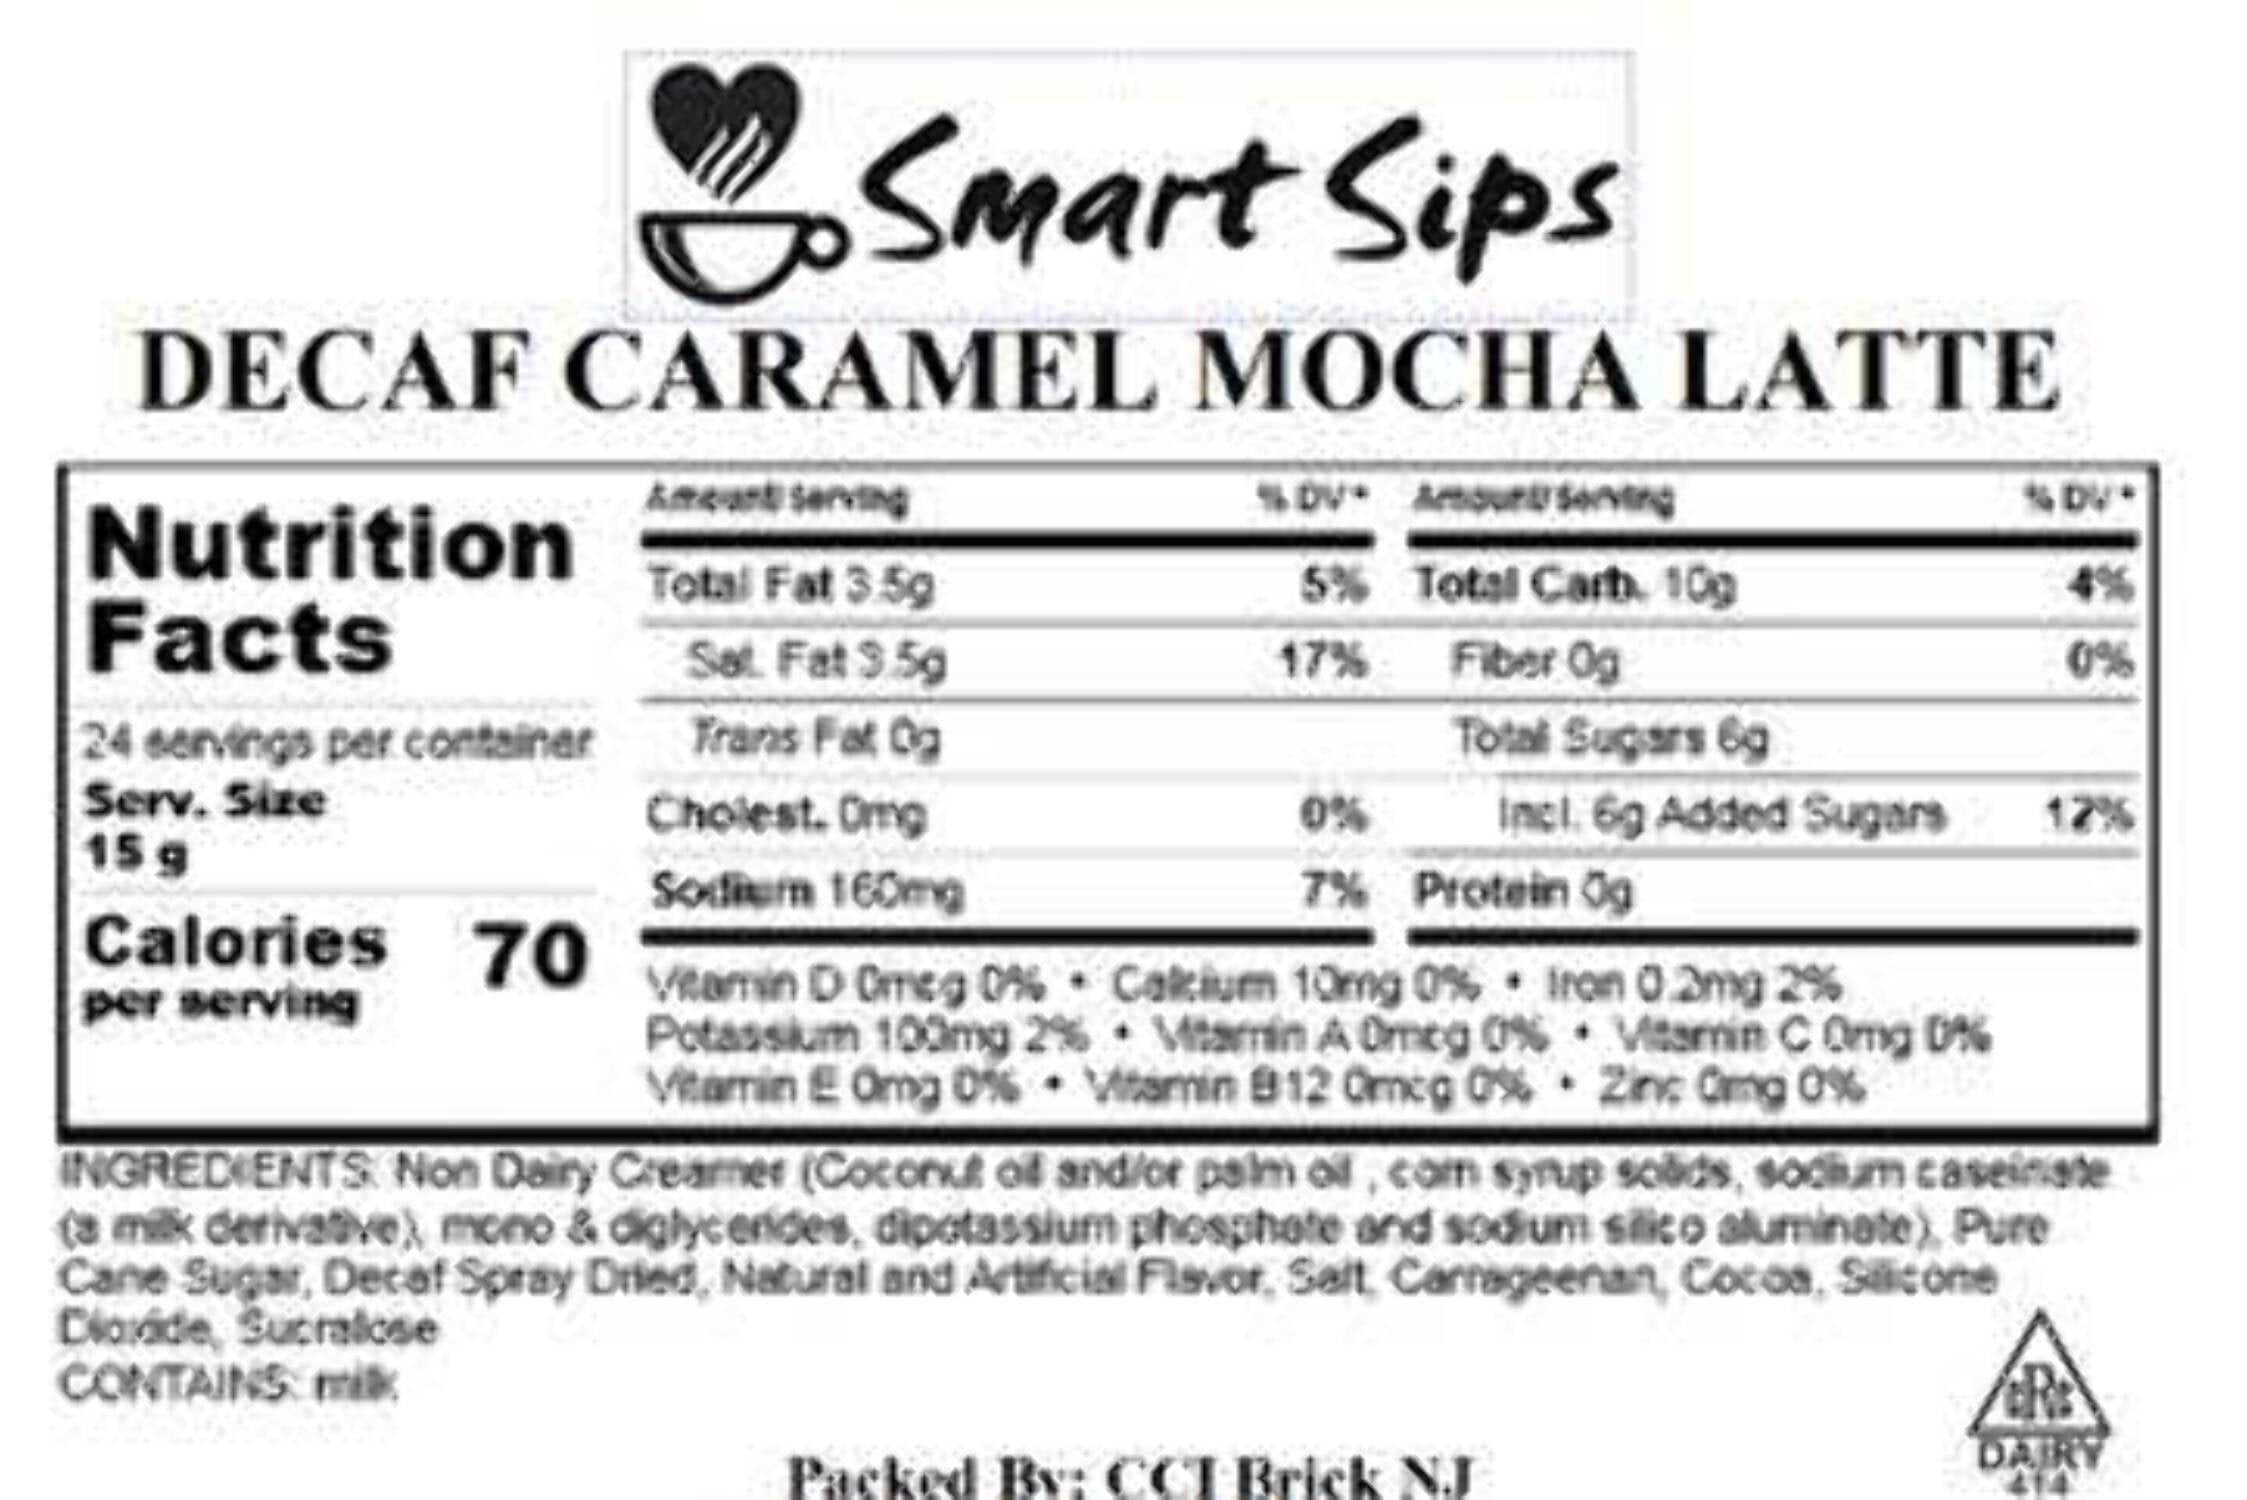 Smart Sips
DECAF CARAMEL MOCHA LATTE
Nutrition
Facts
24 servings per container
Serv. Size
15 g
Calories 70
per serving
Amount/Serving % DV*
Total Fat 3.5g 5%
Sat. Fat 3.5g 17%
Trans Fat 0g
Cholest. 0mg 0%
Sodium 160mg 7%
Amount/Serving % DV*
Total Carb. 10g 4%
Fiber 0g 0%
Total Sugars 6g
Incl. 6g Added Sugars 12%
Protein 0g
Vitamin D 0mcg 0% • Calcium 10mg 0% • Iron 0.2mg 2%
Potassium 100mg 2% • Vitamin A 0mcg 0% • Vitamin C 0mg 0%
Vitamin E 0mg 0% • Vitamin B12 0mcg 0% • Zinc 0mg 0%
INGREDIENTS: Non Dairy Creamer (Coconut oil and/or palm oil , corn syrup solids, sodium caseinate
(a milk derivative), mono & diglycerides, dipotassium phosphate and sodium silico aluminate), Pure
Cane Sugar, Decaf Spray Dried, Natural and Artificial Flavor, Salt, Carrageenan, Cocoa, Silicone
Dioxide, Sucralose
CONTAINS: milk
R
DAIRY
414
Packed By: CCI Brick NJ